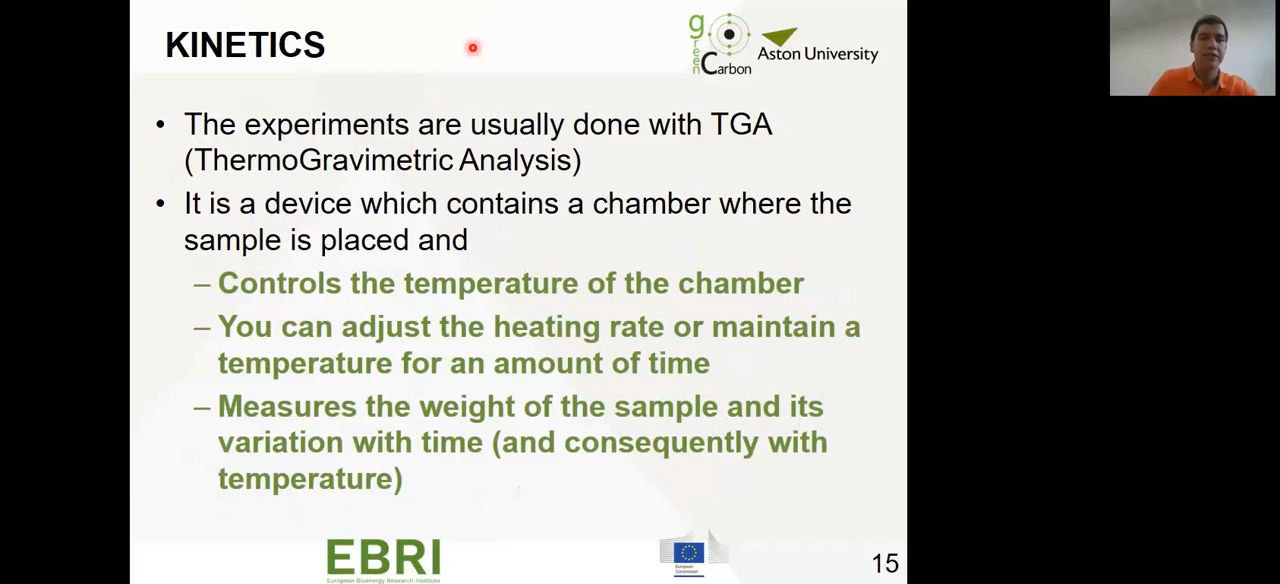 KINETICS
green
Carbon
Aston University
• The experiments are usually done with TGA
(ThermoGravimetric Analysis)
• It is a device which contains a chamber where the
sample is placed and
– Controls the temperature of the chamber
– You can adjust the heating rate or maintain a
temperature for an amount of time
– Measures the weight of the sample and its
variation with time (and consequently with
temperature)
EBRI
European Bioenergy Research Institute
European
Commission
15